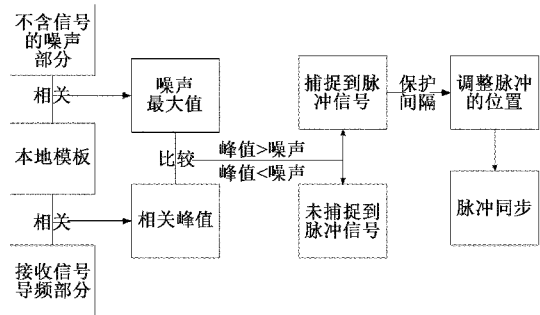 不含信号
的噪声
部分
相关
本地模板
相关
接收信号
导频部分
噪声
最大值
比较
相关峰值
峰值>噪声
峰值<噪声
捕捉到脉
冲信号
未捕捉到
脉冲信号
保护
间隔
调整脉冲
的位置
脉冲同步